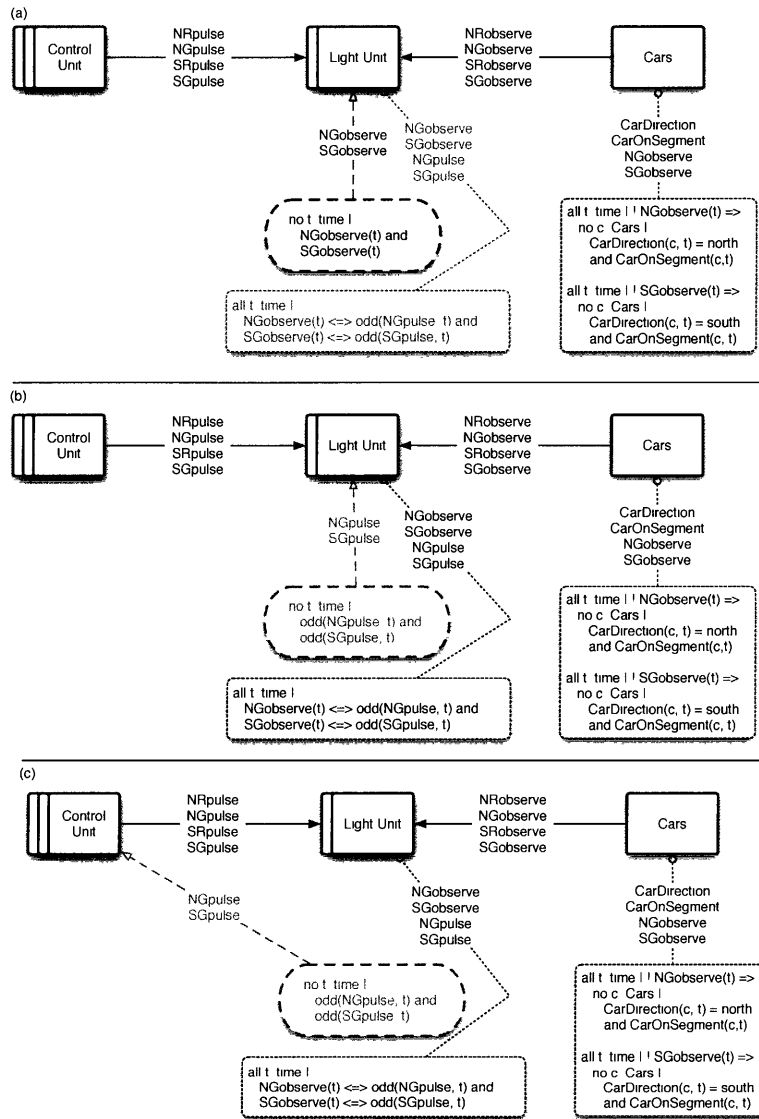 (a)
Control
Unit
NRpulse
NGpulse
SRpulse
SGpulse
Light Unit
NRobserve
NGobserve
SRobserve
SGobserve
Cars
NGobserve
SGobserve
NGobserve
SGobserve
NGpulse
SGpulse
CarDirection
CarOnSegment
NGobserve
SGobserve
no t time |
NGobserve(t) and
SGobserve(t)
all t time |
NGobserve(t) <=> odd(NGpulse t) and
SGobserve(t) <=> odd(SGpulse, t)
all t time | ! NGobserve(t) =>
no c Cars |
CarDirection(c, t) = north
and CarOnSegment(c,t)
all t time | ! SGobserve(t) =>
no c Cars |
CarDirection(c, t) = south
and CarOnSegment(c, t)
(b)
Control
Unit
NRpulse
NGpulse
SRpulse
SGpulse
Light Unit
NRobserve
NGobserve
SRobserve
SGobserve
Cars
NGpulse
SGpulse
NGobserve
SGobserve
NGpulse
SGpulse
CarDirection
CarOnSegment
NGobserve
SGobserve
no t time |
odd(NGpulse t) and
odd(SGpulse, t)
all t time |
NGobserve(t) <=> odd(NGpulse, t) and
SGobserve(t) <=> odd(SGpulse, t)
all t time | ! NGobserve(t) =>
no c Cars |
CarDirection(c, t) = north
and CarOnSegment(c,t)
all t time | ! SGobserve(t) =>
no c Cars |
CarDirection(c, t) = south
and CarOnSegment(c, t)
(c)
Control
Unit
NRpulse
NGpulse
SRpulse
SGpulse
Light Unit
NRobserve
NGobserve
SRobserve
SGobserve
Cars
NGpulse
SGpulse
NGobserve
SGobserve
NGpulse
SGpulse
CarDirection
CarOnSegment
NGobserve
SGobserve
no t time |
odd(NGpulse, t) and
odd(SGpulse t)
all t time |
NGobserve(t) <=> odd(NGpulse, t) and
SGobserve(t) <=> odd(SGpulse, t)
all t time | ! NGobserve(t) =>
no c Cars |
CarDirection(c, t) = north
and CarOnSegment(c,t)
all t time | ! SGobserve(t) =>
no c Cars |
CarDirection(c, t) = south
and CarOnSegment(c, t)